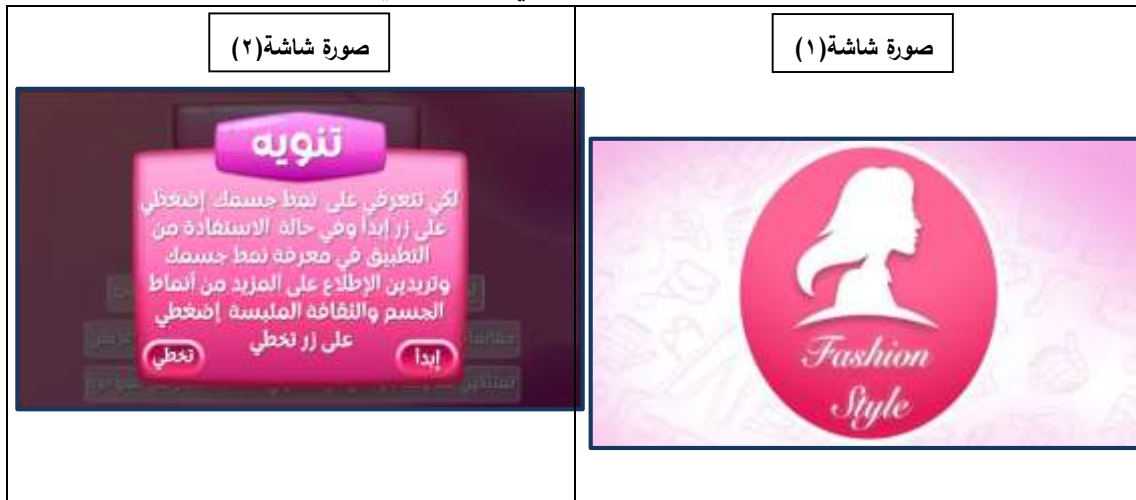 صورة شاشة(١)
Fashion
Style
صورة شاشة(٢)
تنويه
لكي تتعرفي على نمط جسمك إضغطي
على زر إبدأ وفي حالة الاستفادة من
التطبيق في معرفة نمط جسمك
وتريدين الإطلاع على المزيد من أنماط
الجسم والثقافة الملبسة إضغطي
على زر تخطي
إبدأ
تخطي